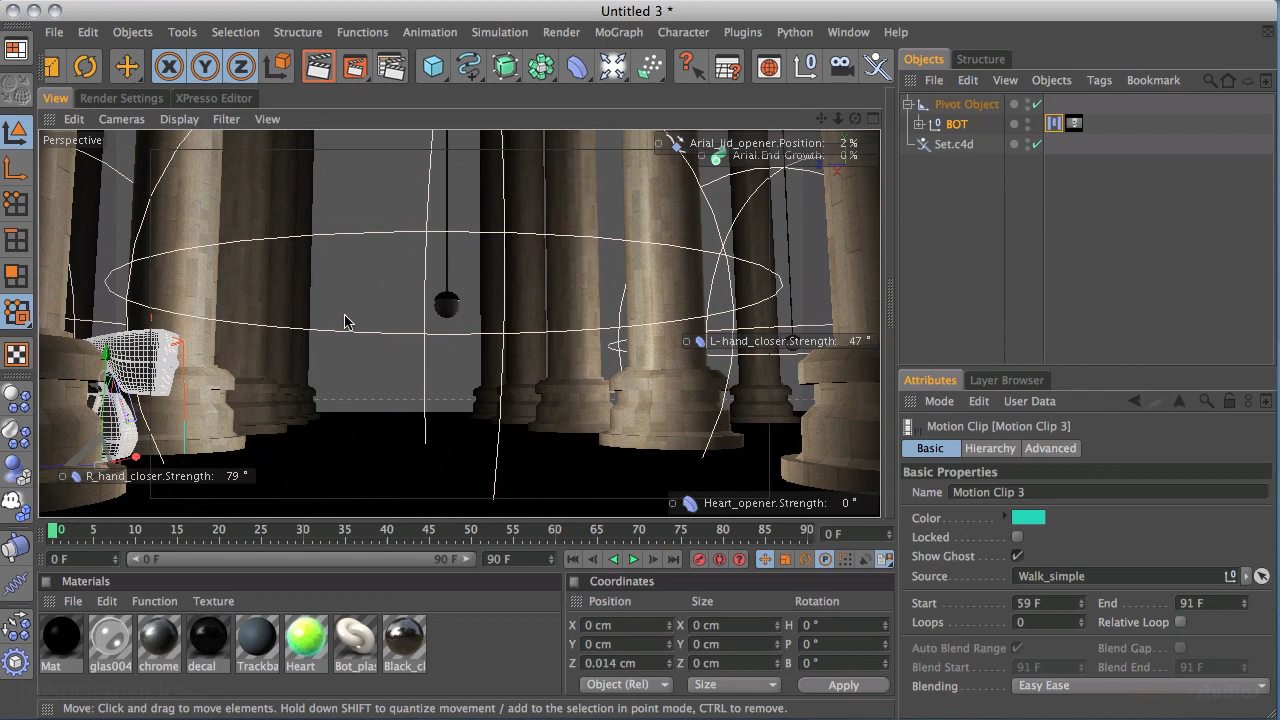 Untitled 3 *
File Edit Objects Tools Selection Structure Functions Animation Simulation Render MoGraph Character Plugins Python Window Help
View Render Settings XPresso Editor
Edit Cameras Display Filter View
Perspective
Arial_lid_opener.Position: 2 %
Arial.End Growth: 0 %
L-hand_closer.Strength: 47 °
R_hand_closer.Strength: 79 °
Heart_opener.Strength: 0 °
0 5 10 15 20 25 30 35 40 45 50 55 60 65 70 75 80 85 90 0 F
0 F 0 F 90 F 90 F
Materials
File Edit Function Texture
Mat glas004 chrome decal Trackba Heart Bot_plas Black_cl
Coordinates
Position Size Rotation
X 0 cm X 0 cm H 0 °
Y 0 cm Y 0 cm P 0 °
Z 0.014 cm Z 0 cm B 0 °
Object (Rel) Size Apply
Move: Click and drag to move elements. Hold down SHIFT to quantize movement / add to the selection in point mode, CTRL to remove.
Objects Structure
File Edit View Objects Tags Bookmark
Pivot Object
BOT
Set.c4d
Attributes Layer Browser
Mode Edit User Data
Motion Clip [Motion Clip 3]
Basic Hierarchy Advanced
Basic Properties
Name Motion Clip 3
Color
Locked
Show Ghost
Source Walk_simple
Start 59 F End 91 F
Loops 0 Relative Loop
Auto Blend Range Blend Gap
Blend Start 91 F Blend End 91 F
Blending Easy Ease